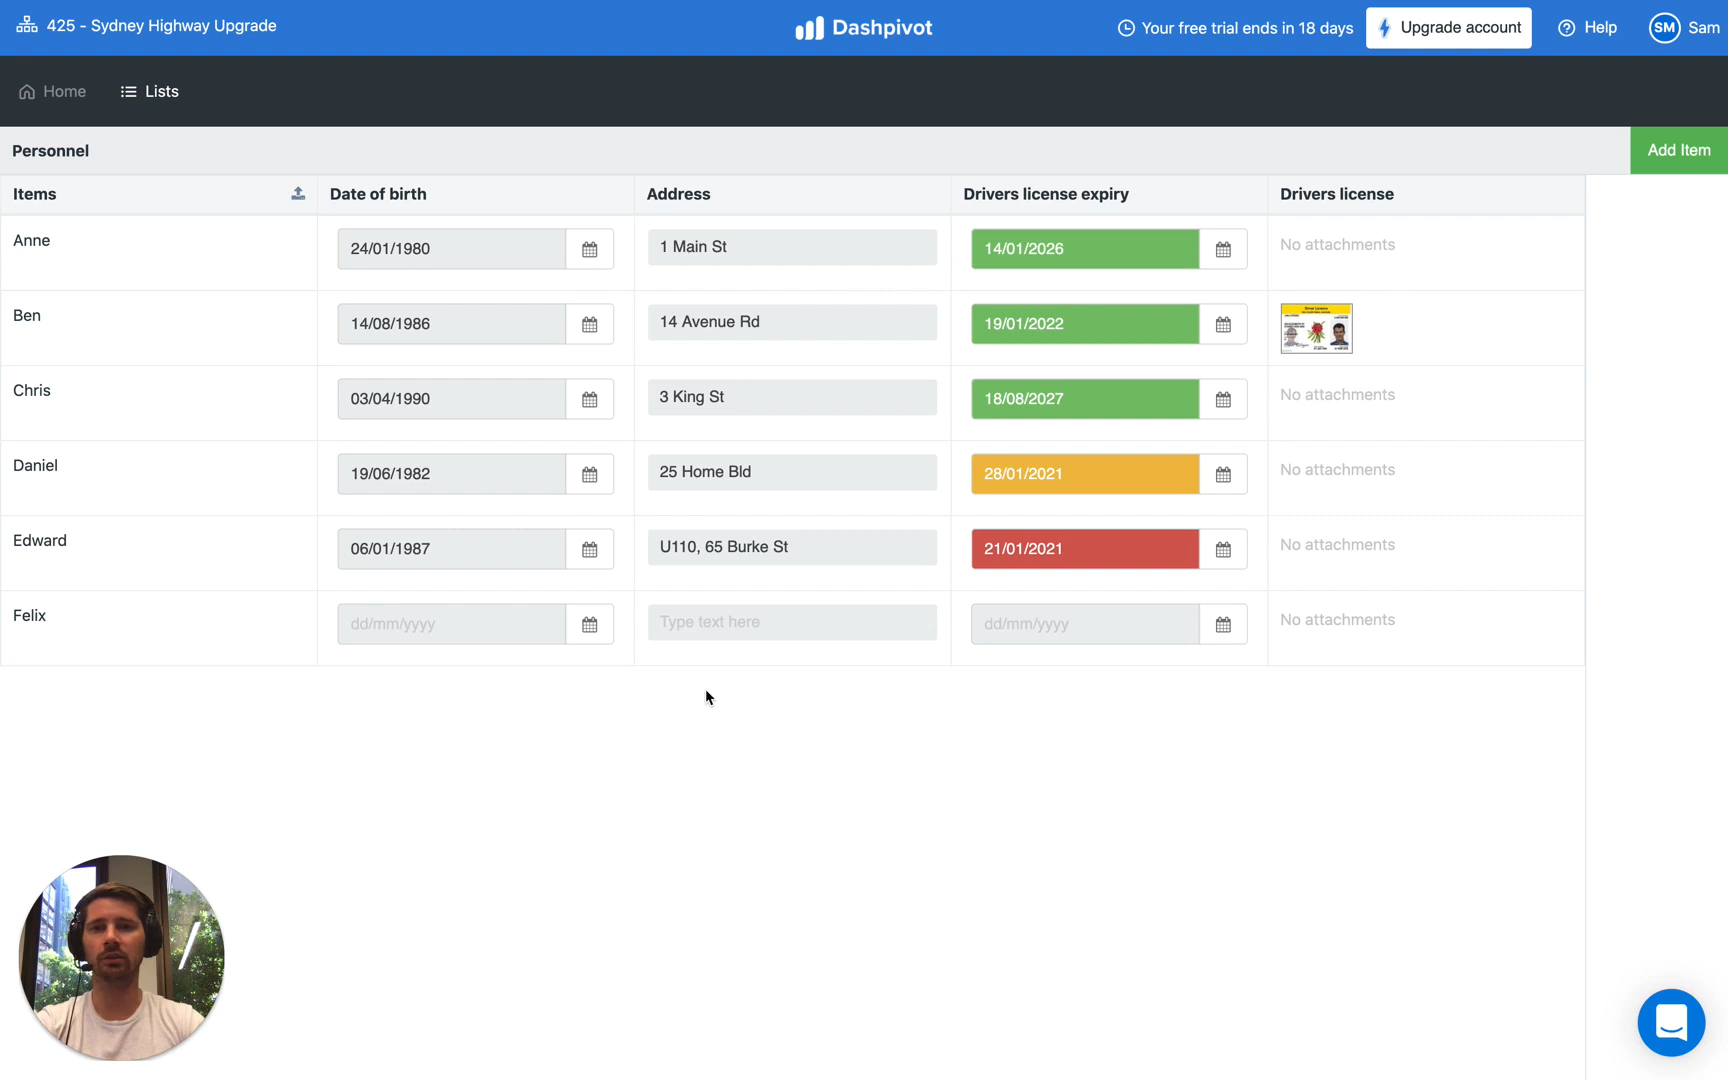 425 - Sydney Highway Upgrade
Dashpivot
Your free trial ends in 18 days
Upgrade account
Help
SM
Sam
Home
Lists
Personnel
Add Item
Items
Date of birth
Address
Drivers license expiry
Drivers license
Anne
24/01/1980
1 Main St
14/01/2026
No attachments
Ben
14/08/1986
14 Avenue Rd
19/01/2022
Chris
03/04/1990
3 King St
18/08/2027
No attachments
Daniel
19/06/1982
25 Home Bld
28/01/2021
No attachments
Edward
06/01/1987
U110, 65 Burke St
21/01/2021
No attachments
Felix
dd/mm/yyyy
Type text here
dd/mm/yyyy
No attachments